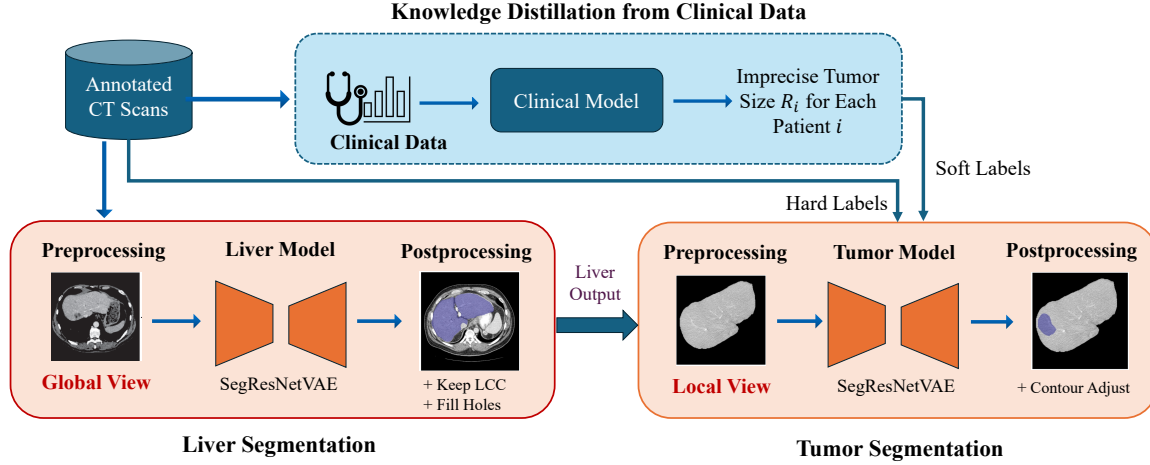 Knowledge Distillation from Clinical Data
Annotated
CT Scans
Clinical Data
Clinical Model
Imprecise Tumor
Size R_i for Each
Patient i
Soft Labels
Hard Labels
Preprocessing
Global View
Liver Model
SegResNetVAE
Postprocessing
+ Keep LCC
+ Fill Holes
Liver Segmentation
Liver
Output
Preprocessing
Local View
Tumor Model
SegResNetVAE
Postprocessing
+ Contour Adjust
Tumor Segmentation